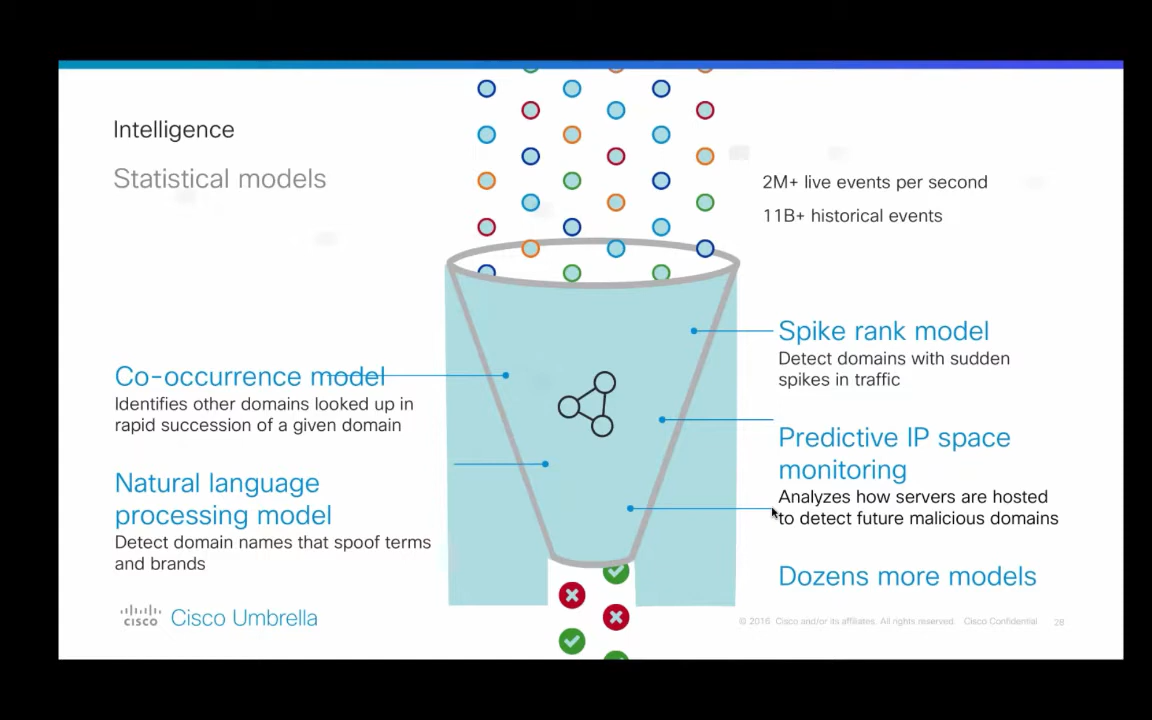 Intelligence
Statistical models
2M+ live events per second
11B+ historical events
Co-occurrence model
Identifies other domains looked up in
rapid succession of a given domain
Natural language
processing model
Detect domain names that spoof terms
and brands
Spike rank model
Detect domains with sudden
spikes in traffic
Predictive IP space
monitoring
Analyzes how servers are hosted
to detect future malicious domains
Dozens more models
CISCO Cisco Umbrella
© 2016 Cisco and/or its affiliates. All rights reserved. Cisco Confidential 28